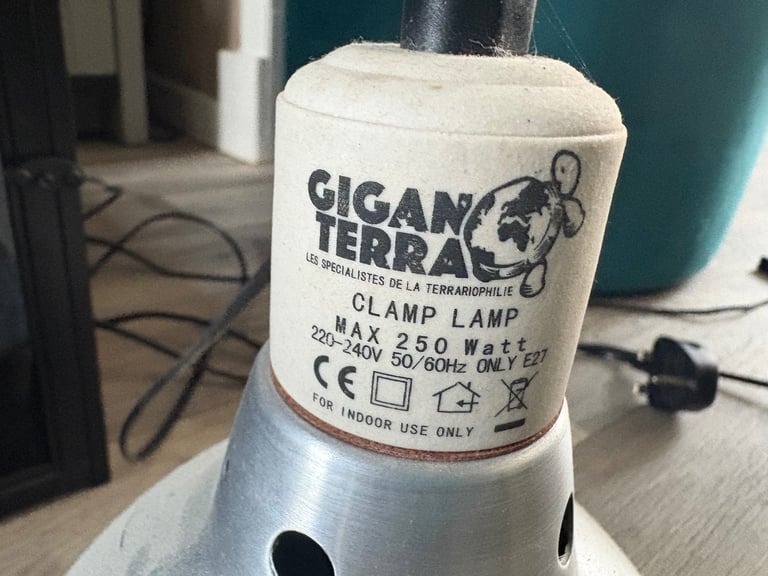 GIGAN
TERRA
LES SPECIALISTES DE LA TERRARIOPHILIE
CLAMP LAMP
MAX 250 Watt
220-240V 50/60Hz ONLY E27
CE
FOR INDOOR USE ONLY